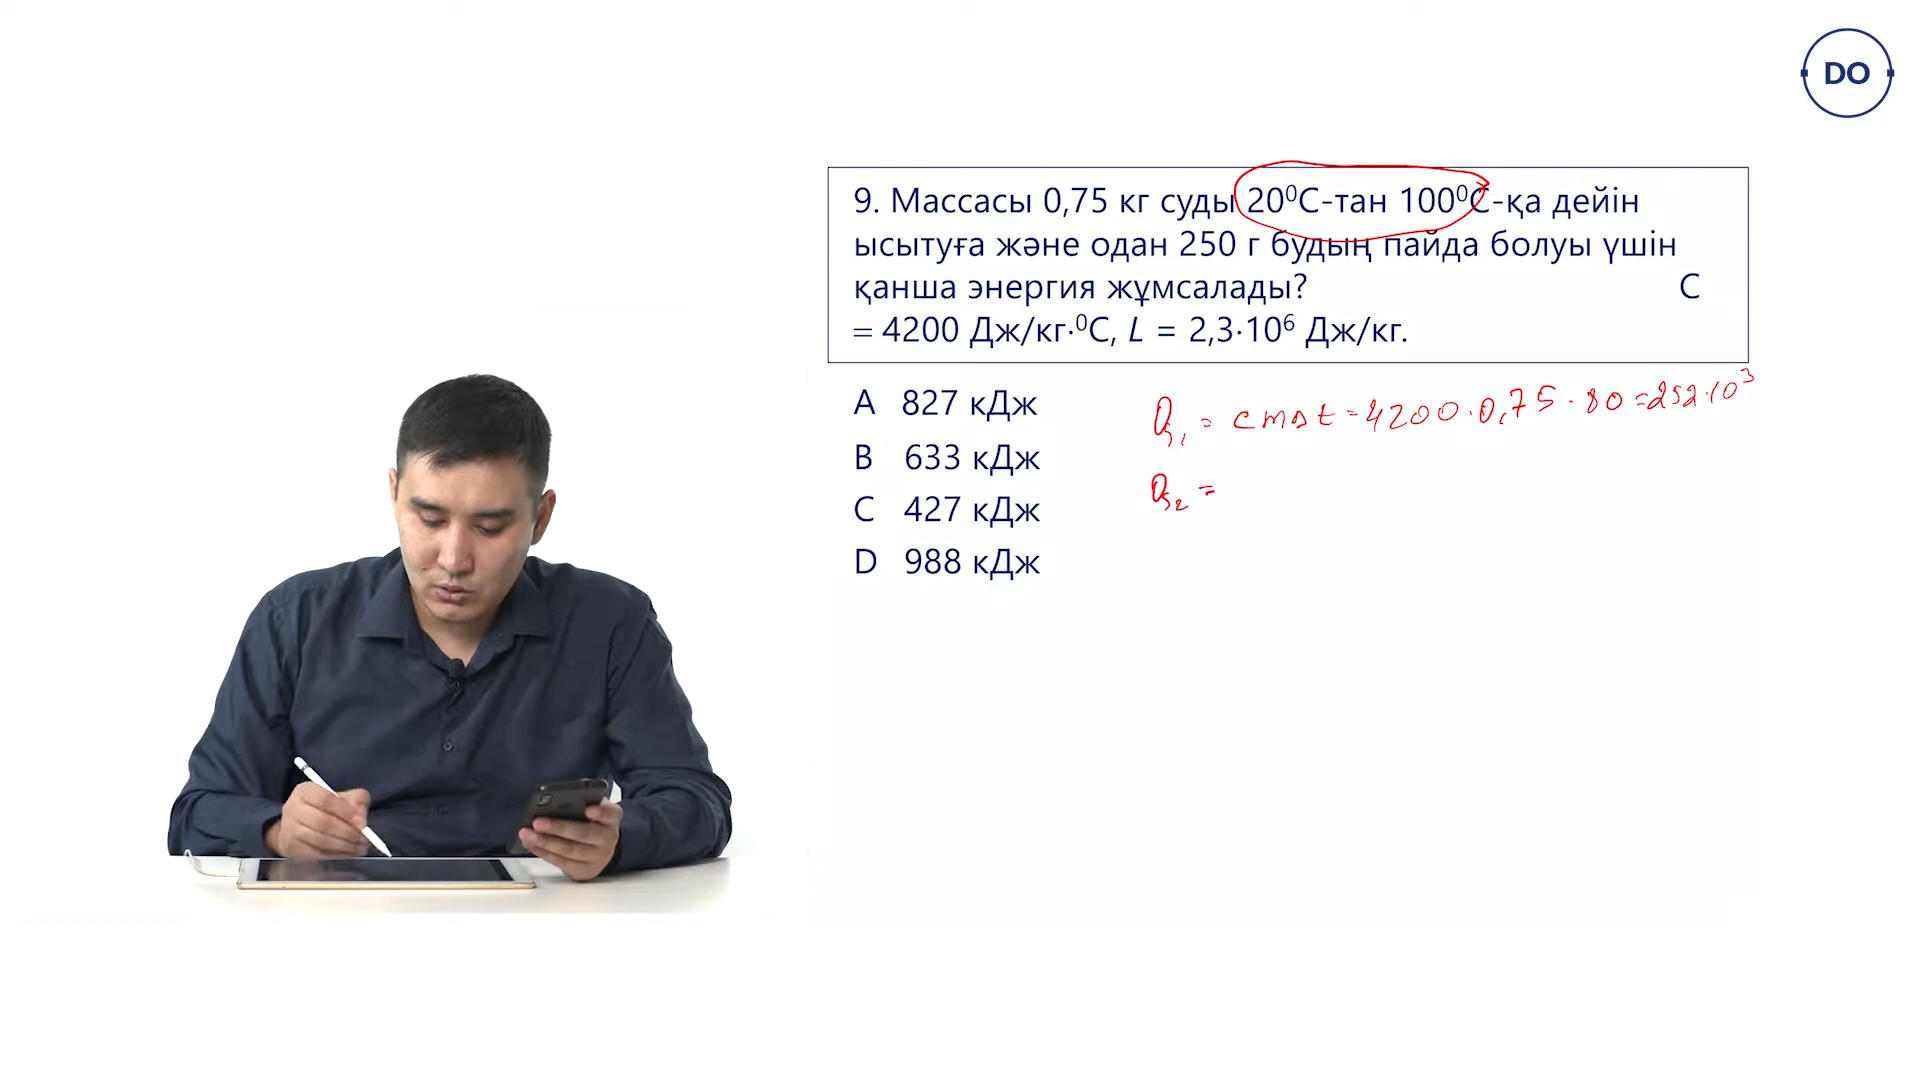 DO
9. Массасы 0,75 кг суды 20⁰С-тан 100⁰С-қа дейін
ысытуға және одан 250 г будың пайда болуы үшін
қанша энергия жұмсалады? С
= 4200 Дж/кг·⁰С, L = 2,3·10⁶ Дж/кг.
A 827 кДж
B 633 кДж
C 427 кДж
D 988 кДж
Q₁ = cmΔt = 4200 · 0,75 · 80 = 252 · 10³
Q₂ =